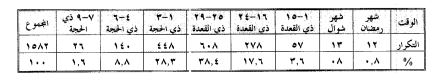 الوقت شهر رمضان شهر شوال ١-١٥ ذي القعدة ١٦-٢٤ ذي القعدة ٢٥-٢٩ ذي القعدة ١-٣ ذي الحجة ٤-٦ ذي الحجة ٧-٩ ذي الحجة المجموع
التكرار ١٢ ١٣ ٥٧ ٢٧٨ ٦٠٨ ٤٤٨ ١٤٠ ٢٦ ١٥٨٢
% ٠,٨ ٠,٨ ٣,٦ ١٧,٦ ٣٨,٤ ٢٨,٣ ٨,٨ ١,٦ ١٠٠